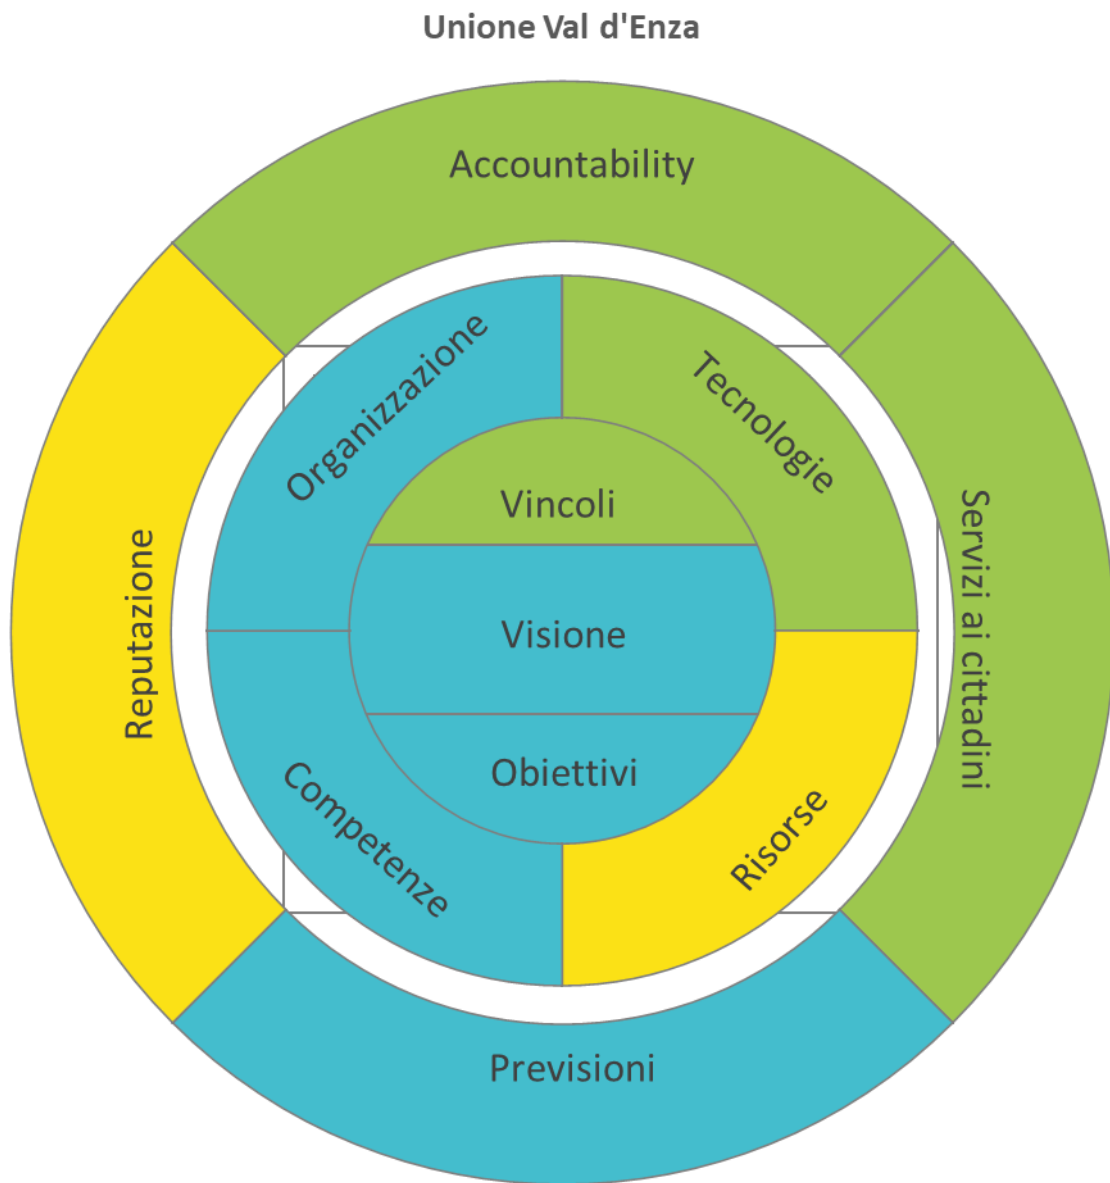 Unione Val d'Enza
Accountability
Organizzazione
Tecnologie
Vincoli
Reputazione
Visione
Servizi ai cittadini
Obiettivi
Competenze
Risorse
Previsioni